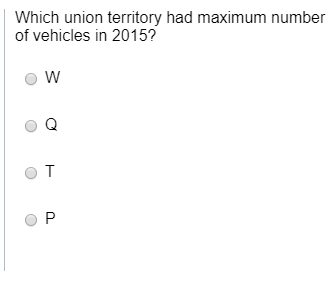 Which union territory had maximum number
of vehicles in 2015?
W
Q
T
P